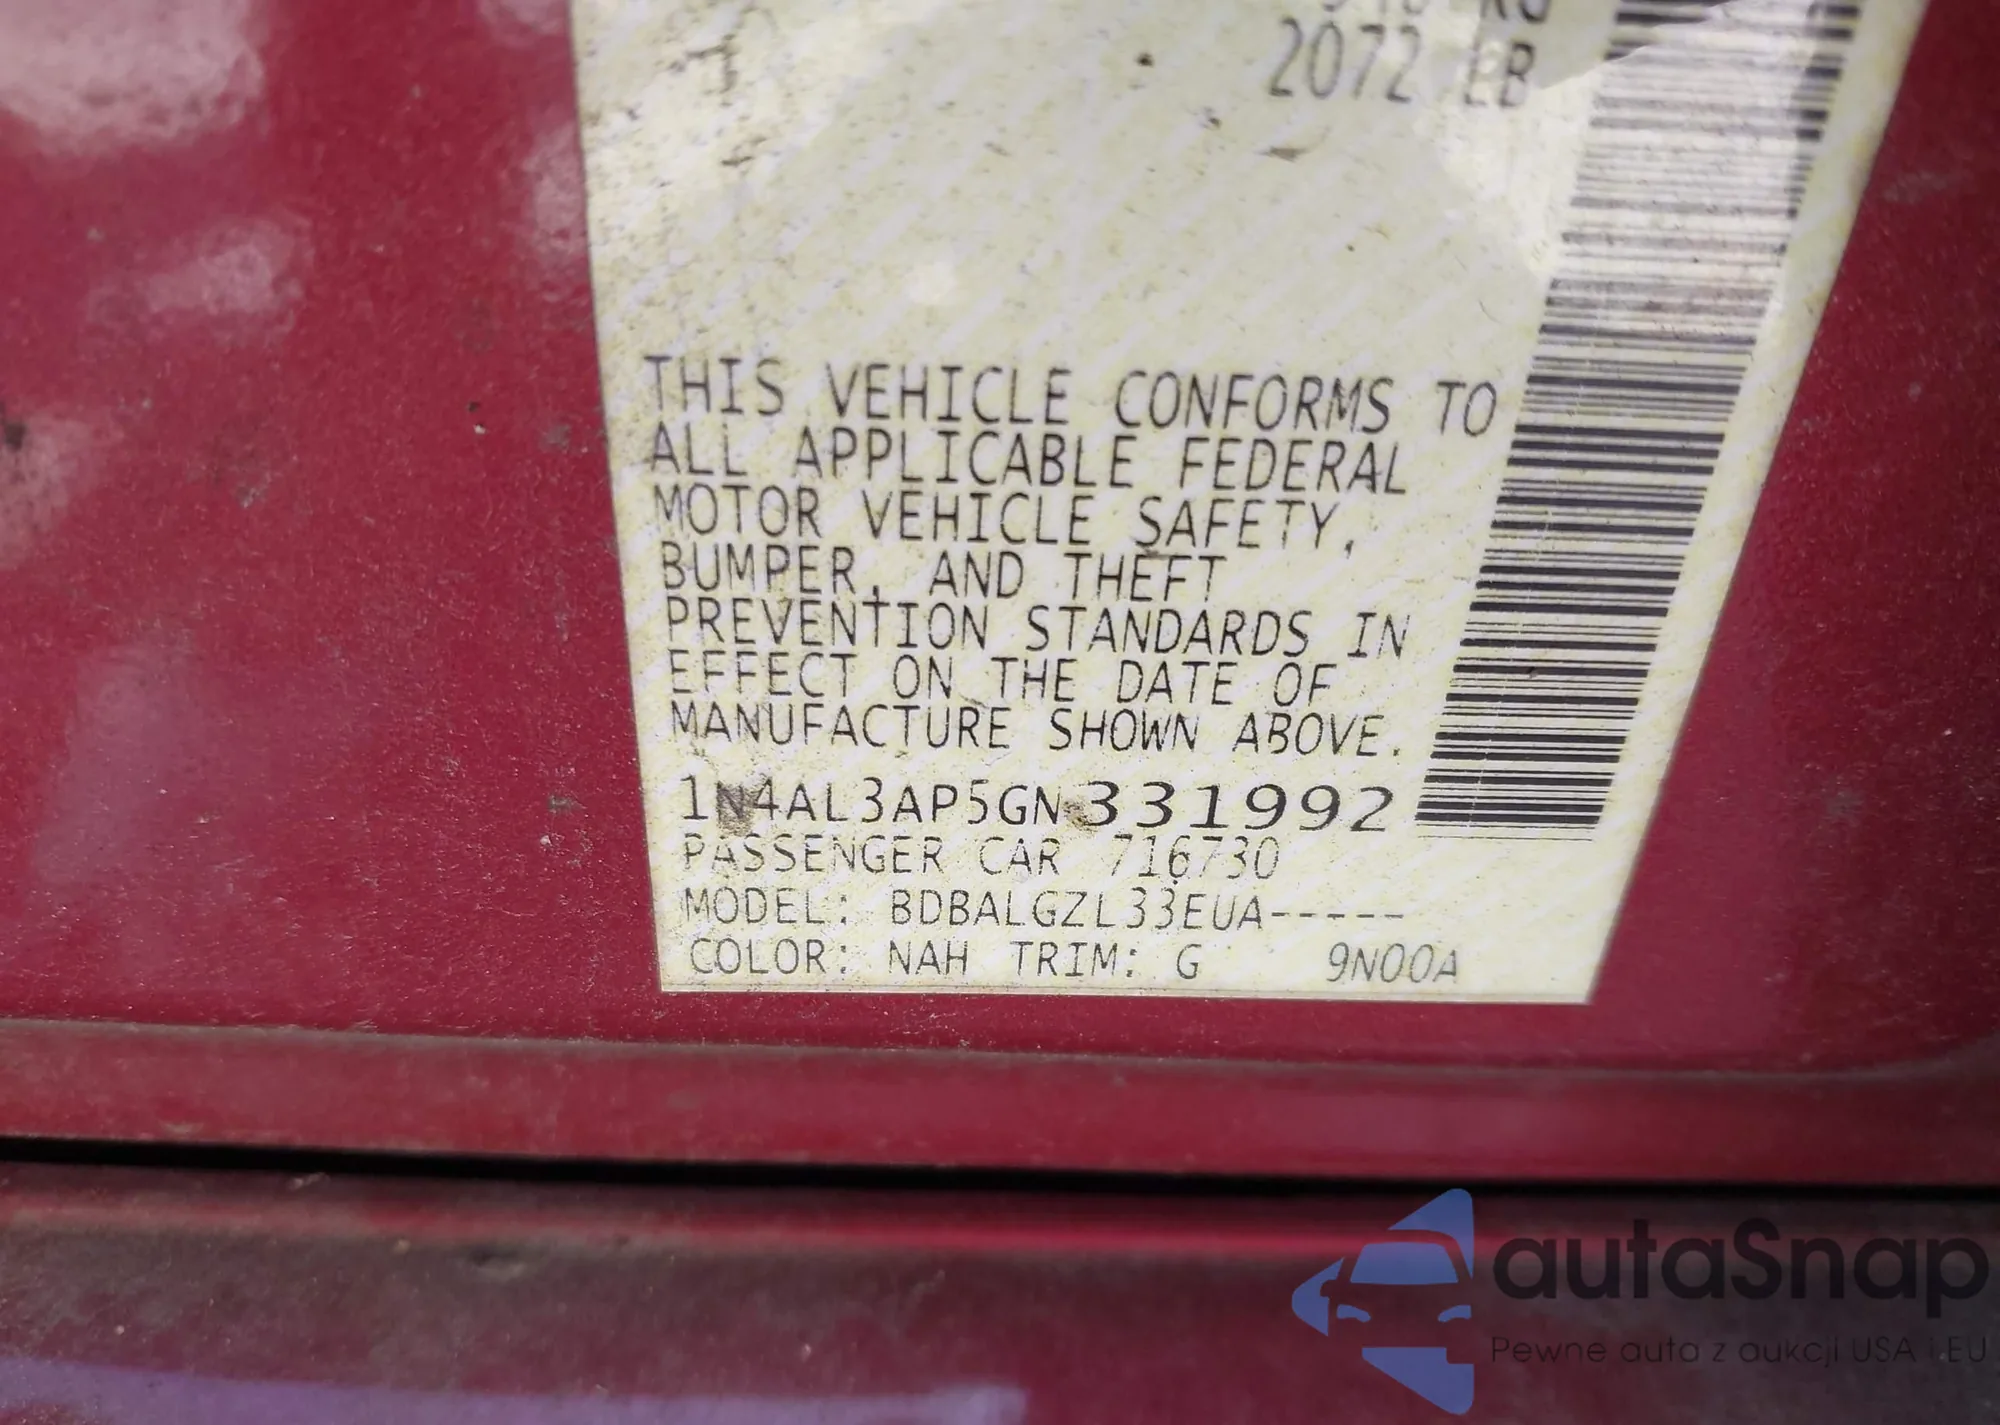 2072 LB
THIS VEHICLE CONFORMS TO
ALL APPLICABLE FEDERAL
MOTOR VEHICLE SAFETY,
BUMPER, AND THEFT
PREVENTION STANDARDS IN
EFFECT ON THE DATE OF
MANUFACTURE SHOWN ABOVE.
1N4AL3AP5GN331992
PASSENGER CAR 716730
MODEL: BDBALGZL33EUA-----
COLOR: NAH TRIM: G 9N00A
autaSnap
Pewne auta z aukcji USA i EU